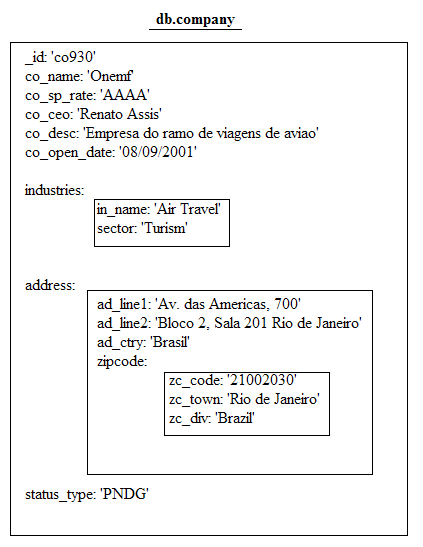 db.company
_id: 'co930'
co_name: 'Onemf'
co_sp_rate: 'AAAA'
co_ceo: 'Renato Assis'
co_desc: 'Empresa do ramo de viagens de aviao'
co_open_date: '08/09/2001'
industries:
in_name: 'Air Travel'
sector: 'Turism'
address:
ad_line1: 'Av. das Americas, 700'
ad_line2: 'Bloco 2, Sala 201 Rio de Janeiro'
ad_ctry: 'Brasil'
zipcode:
zc_code: '21002030'
zc_town: 'Rio de Janeiro'
zc_div: 'Brazil'
status_type: 'PNDG'